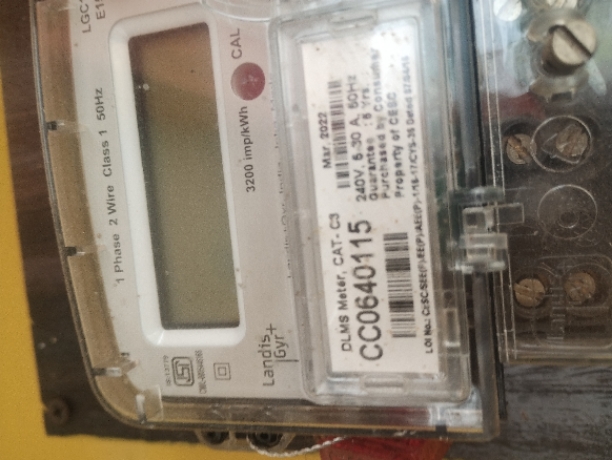 LGC
E1
1 Phase 2 Wire Class 1 50Hz
CAL
3200 imp/kWh
Landis
Gyr+
Mar, 2022
DLMS Meter, CAT- C3
240V, 5-30 A, 50Hz
CC0640115
Guarantee : 5 Yrs.
Purchased by Consumer
Property of CESC